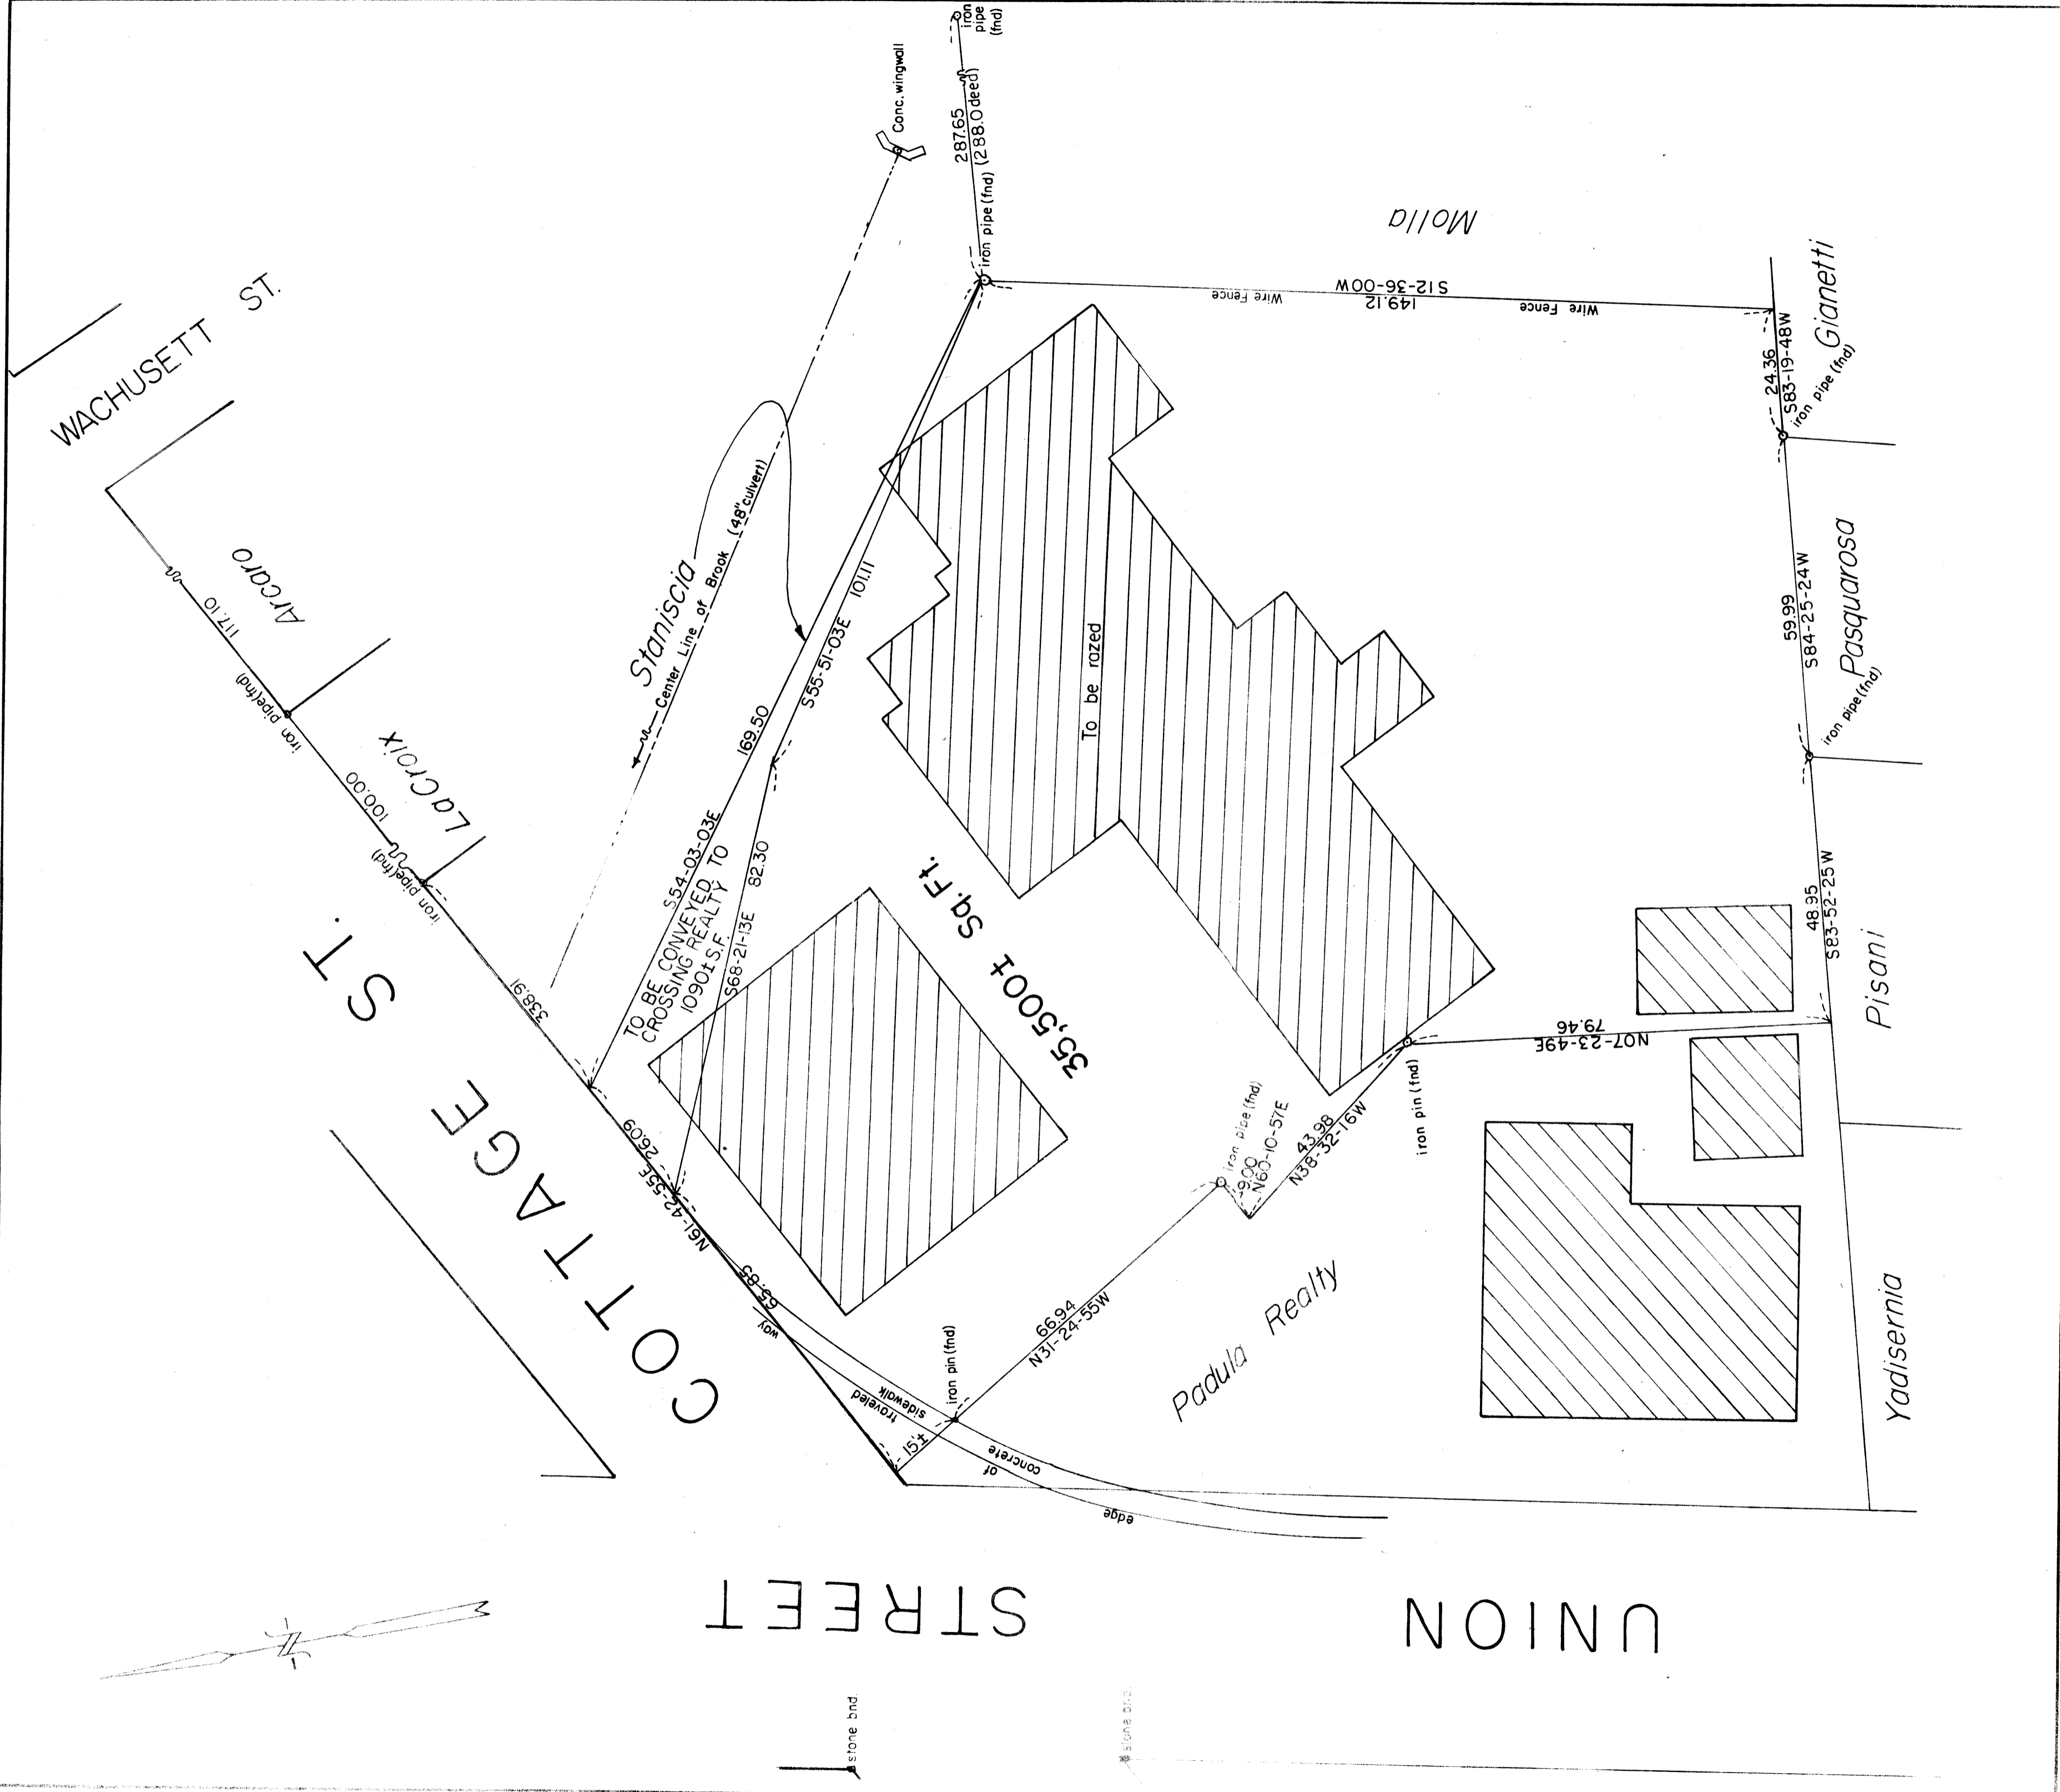 WACHUSETT ST.
COTTAGE ST.
UNION STREET
iron
pipe
(fnd)
Conc. wingwall
287.65
(288.0 deed)
iron pipe (fnd)
Molla
S12-36-00W
149.12
Wire Fence
Wire Fence
Gianetti
24.36
S83-19-48W
iron pipe (fnd)
59.99
S84-25-24W
Pasquarosa
iron pipe (fnd)
48.95
S83-52-25W
Pisani
Yadisernia
N07-23-49E
79.46
iron pin (fnd)
43.98
N38-32-16W
9.00
N60-10-57E
iron pipe (fnd)
66.94
N31-24-55W
Padula Realty
iron pin (fnd)
15'±
edge of traveled way
concrete sidewalk
65.85
N61-42-55E 26.09
338.91
iron pipe (fnd)
100.00
LaCroix
iron pipe (fnd)
117.10
Arcaro
Staniscia
Center Line of Brook (48" culvert)
S54-03-03E 169.50
TO BE CONVEYED TO
CROSSING REALTY
1090± S.F.
S68-21-13E 82.30
S55-51-03E 101.11
To be razed
35,500± Sq. Ft.
stone bnd.
stone bnd.